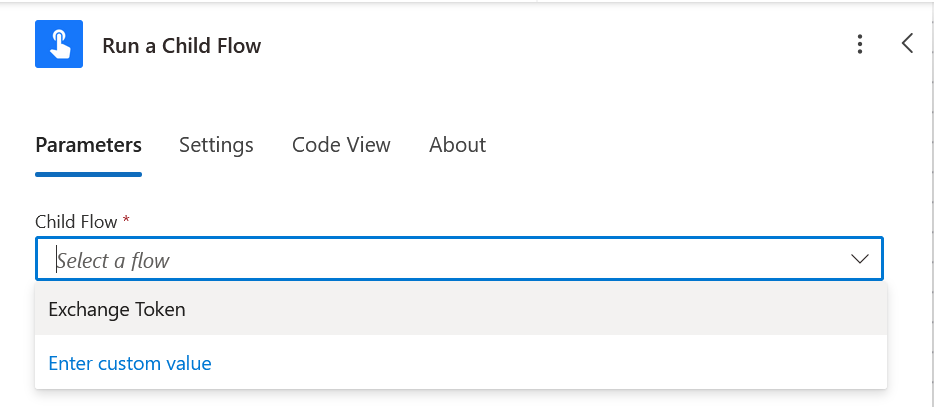 Run a Child Flow
Parameters Settings Code View About
Child Flow *
Select a flow
Exchange Token
Enter custom value